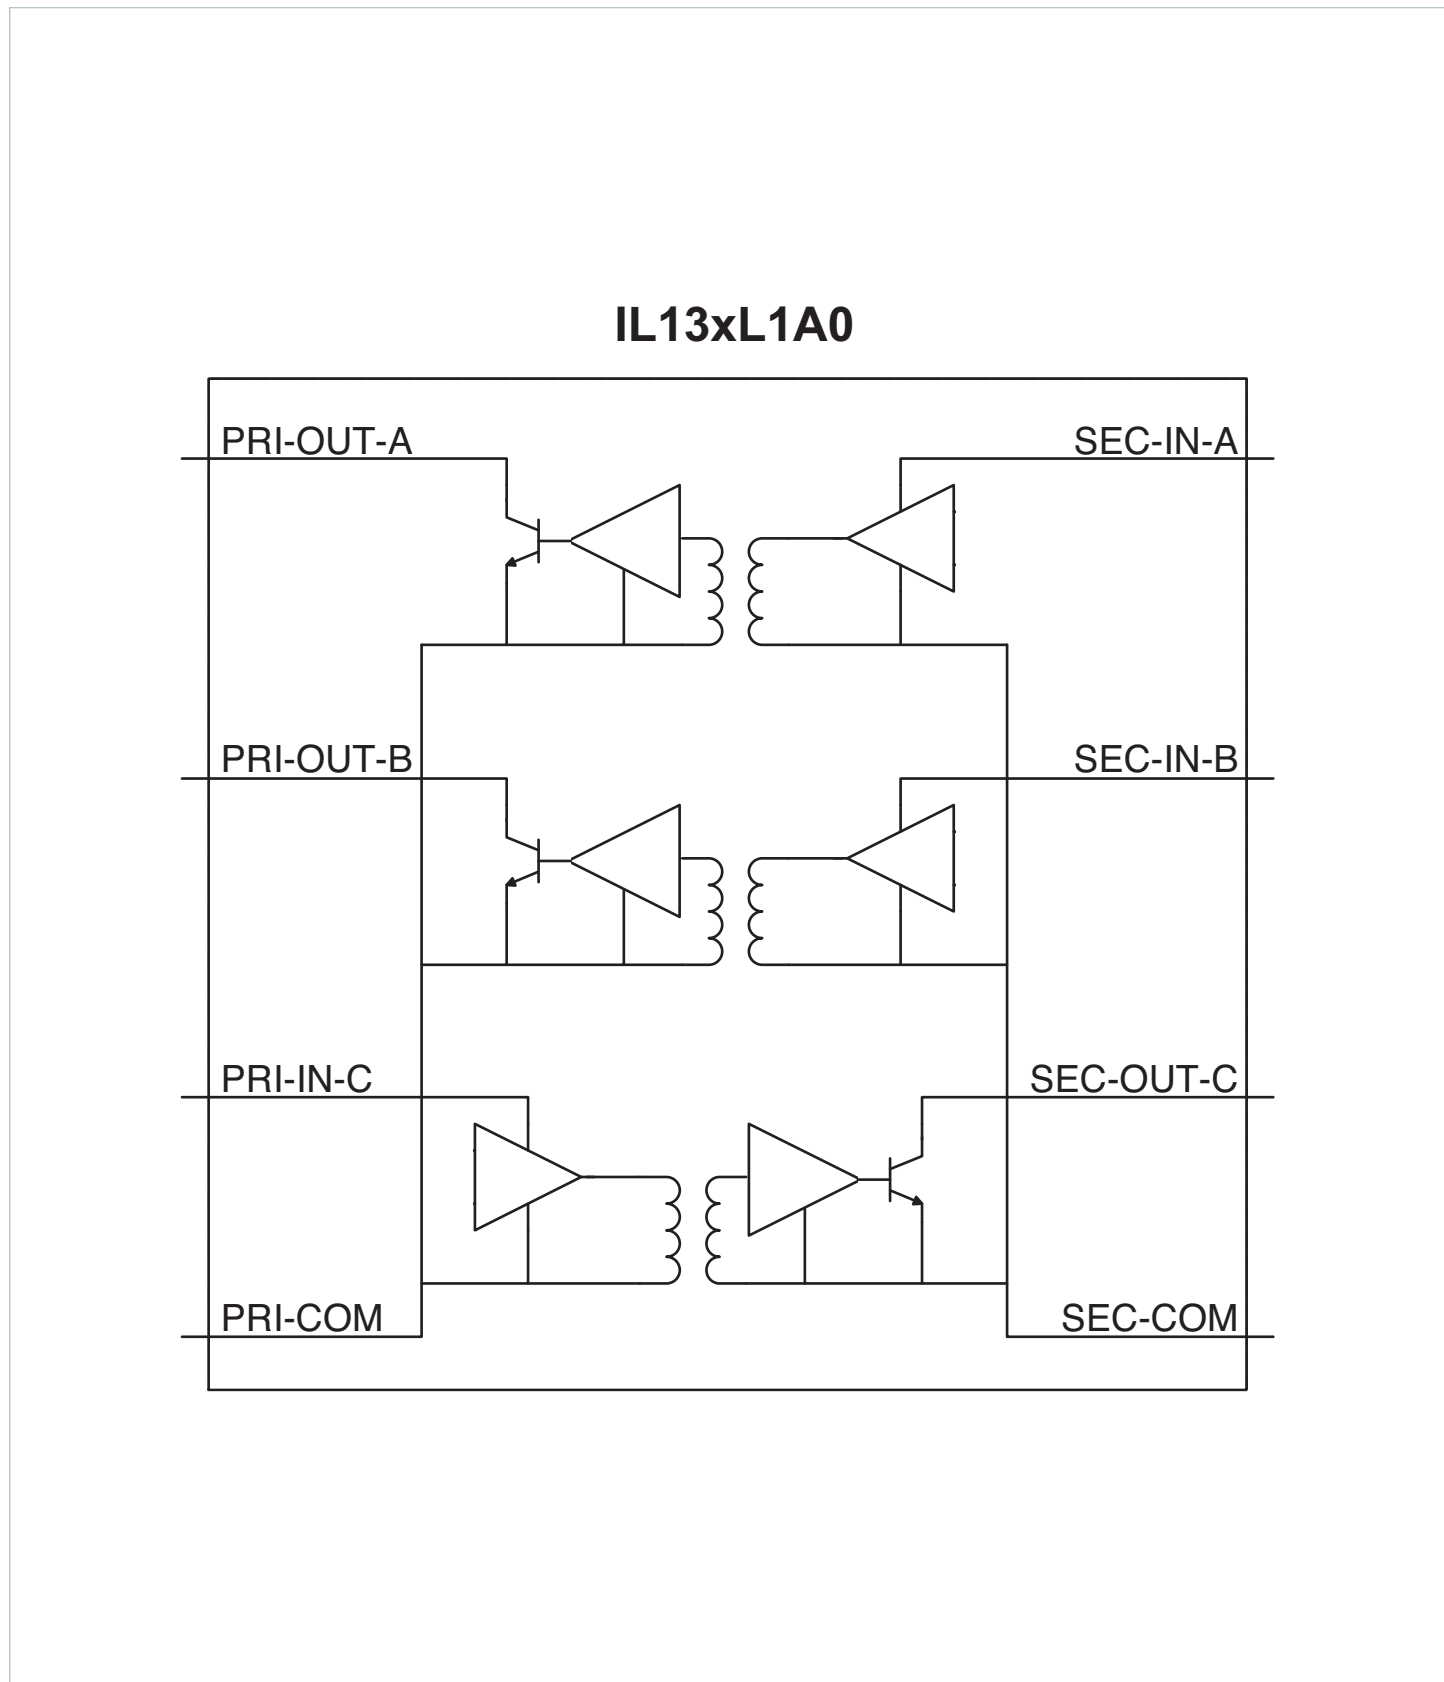 IL13xL1A0
PRI-OUT-A
SEC-IN-A
PRI-OUT-B
SEC-IN-B
PRI-IN-C
SEC-OUT-C
PRI-COM
SEC-COM